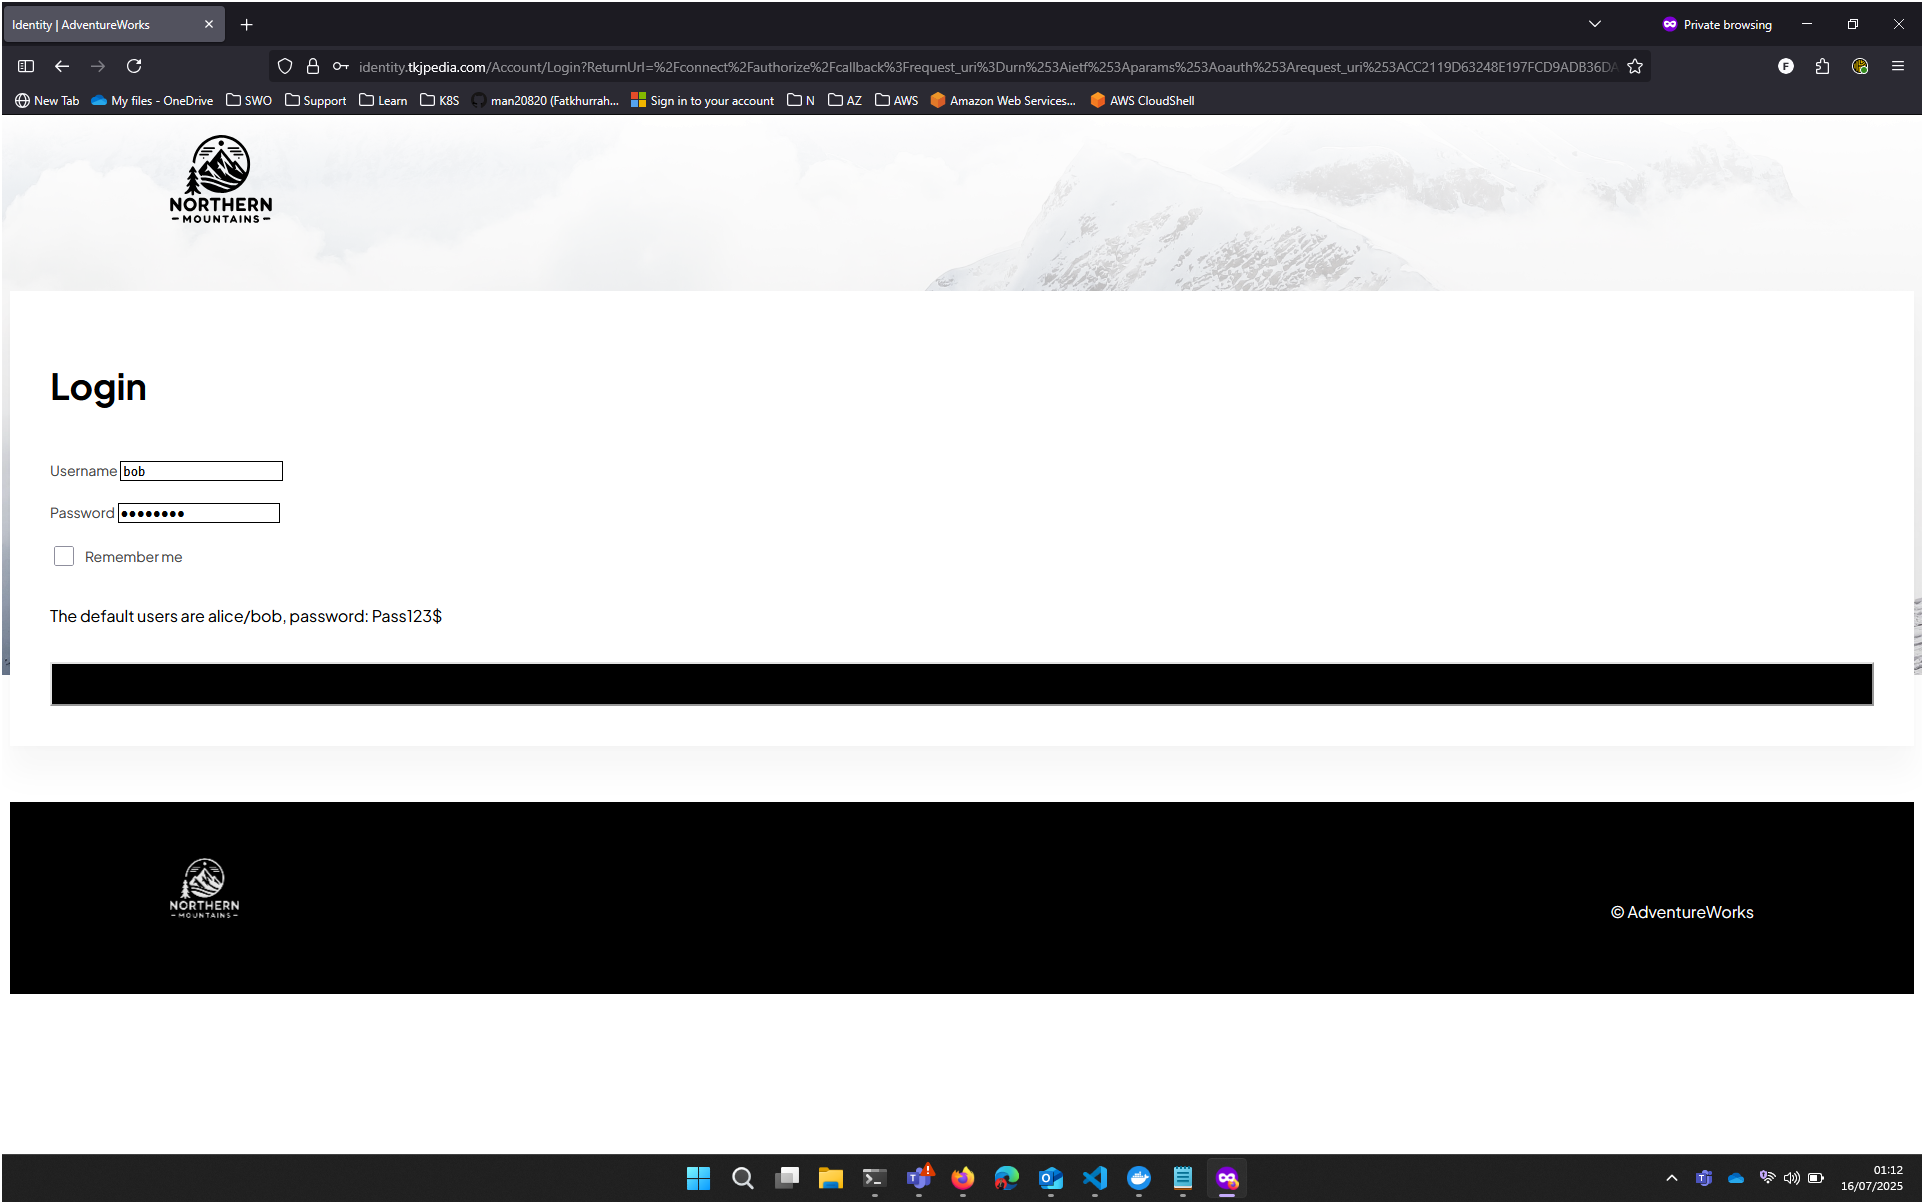 Identity | AdventureWorks
Private browsing
identity.tkjpedia.com/Account/Login?ReturnUrl=%2Fconnect%2Fauthorize%2Fcallback%3Frequest_uri%3Durn%253Aietf%253Aparams%253Aoauth%253Arequest_uri%253ACC2119D63248E197FCD9ADB36DA
New Tab My files - OneDrive SWO Support Learn K8S man20820 (Fatkhurrah... Sign in to your account N AZ AWS Amazon Web Services... AWS CloudShell
NORTHERN
-MOUNTAINS-
Login
Username bob
Password ••••••••
Remember me
The default users are alice/bob, password: Pass123$
NORTHERN
-MOUNTAINS-
© AdventureWorks
01:12
16/07/2025